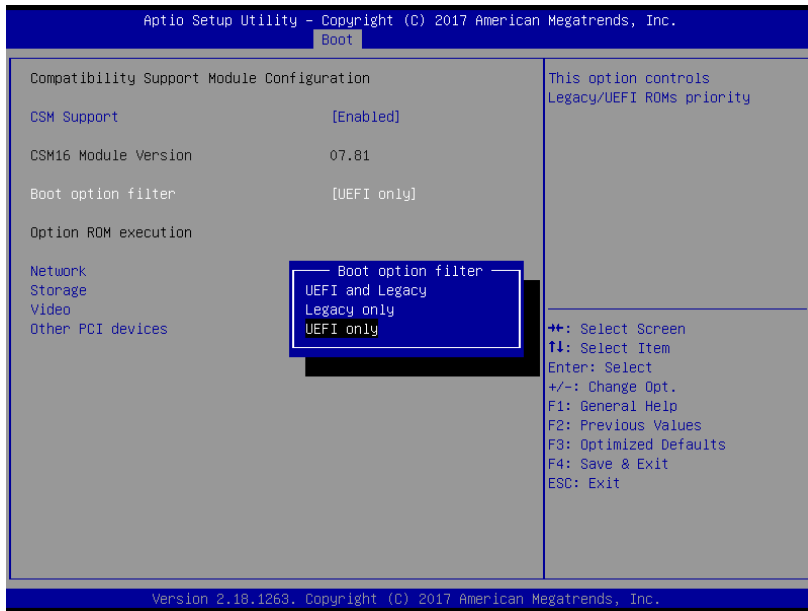 Aptio Setup Utility – Copyright (C) 2017 American Megatrends, Inc.
Boot
Compatibility Support Module Configuration
CSM Support [Enabled]
CSM16 Module Version 07.81
Boot option filter [UEFI only]
Option ROM execution
Network
Storage
Video
Other PCI devices
Boot option filter
UEFI and Legacy
Legacy only
UEFI only
This option controls
Legacy/UEFI ROMs priority
→←: Select Screen
↑↓: Select Item
Enter: Select
+/-: Change Opt.
F1: General Help
F2: Previous Values
F3: Optimized Defaults
F4: Save & Exit
ESC: Exit
Version 2.18.1263. Copyright (C) 2017 American Megatrends, Inc.